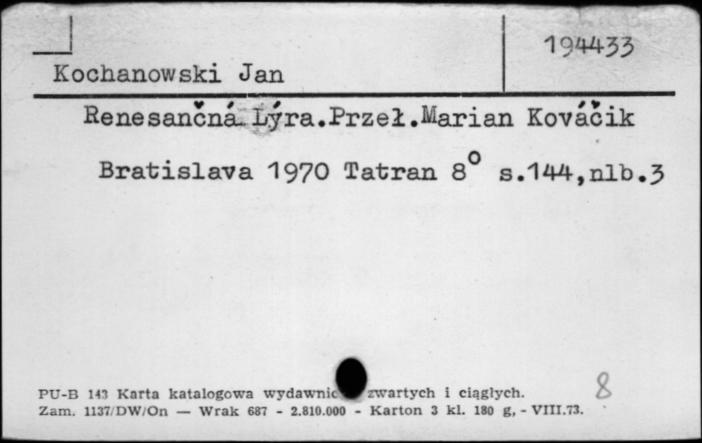 194433
Kochanowski Jan
Renesančná Lýra.Przeł.Marian Kováčik
Bratislava 1970 Tatran 8° s.144,nlb.3
8
PU-B 143 Karta katalogowa wydawnic zwartych i ciągłych.
Zam. 1137/DW/On — Wrak 687 - 2.810.000 - Karton 3 kl. 180 g, - VIII.73.